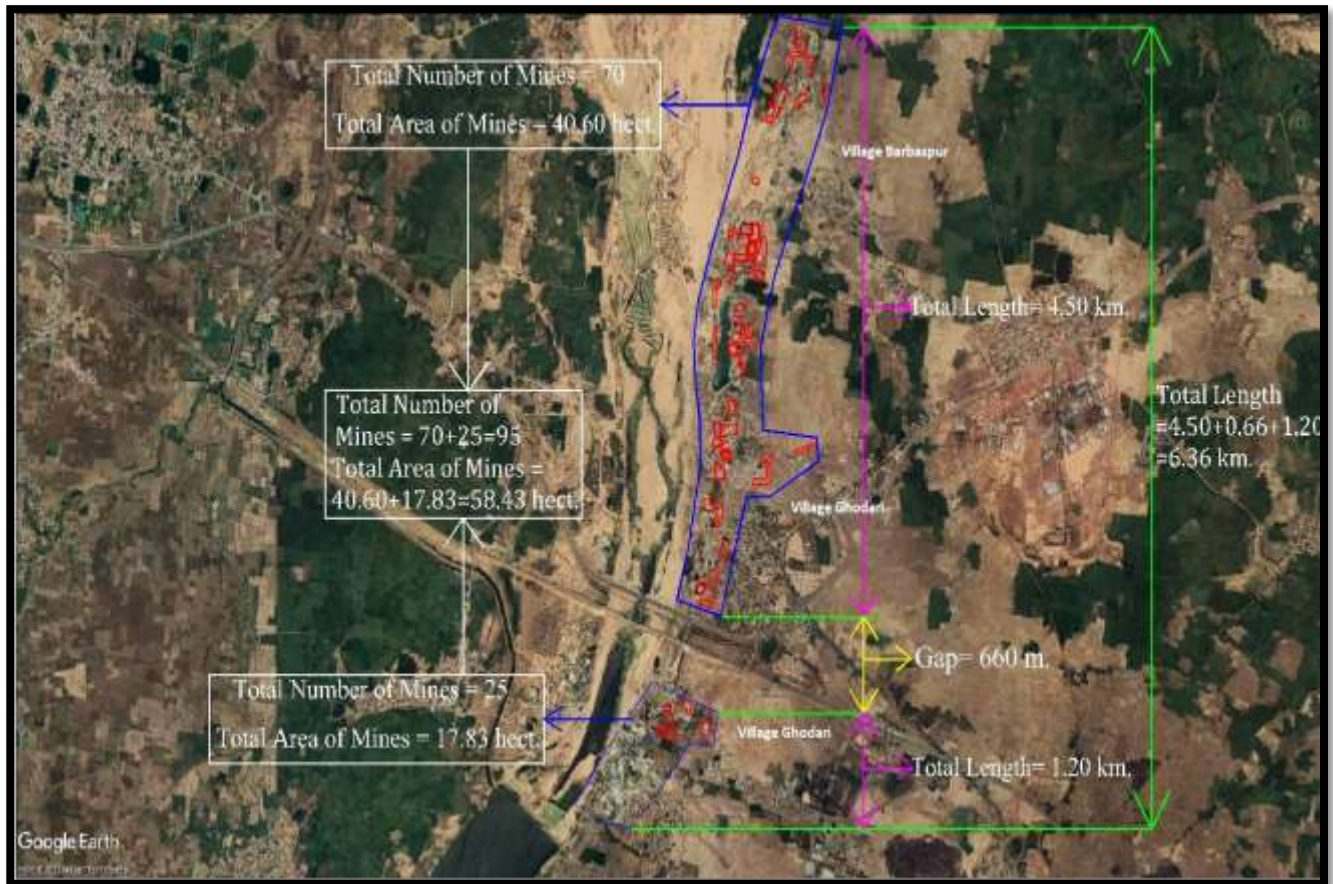 Total Number of Mines = 70
Total Area of Mines = 40.60 hect.
Village Barbaspur
Total Length= 4.50 km.
Total Number of
Mines = 70+25=95
Total Area of Mines =
40.60+17.83=58.43 hect.
Total Length
=4.50+0.66+1.20
=6.36 km.
Village Ghodari
Gap= 660 m.
Total Number of Mines = 25
Total Area of Mines = 17.83 hect.
Village Ghodari
Total Length= 1.20 km.
Google Earth